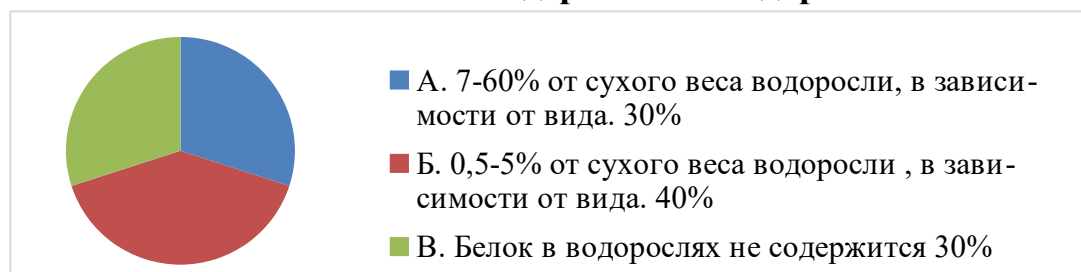 А. 7-60% от сухого веса водоросли, в зависи-
мости от вида. 30%
Б. 0,5-5% от сухого веса водоросли , в зави-
симости от вида. 40%
В. Белок в водорослях не содержится 30%